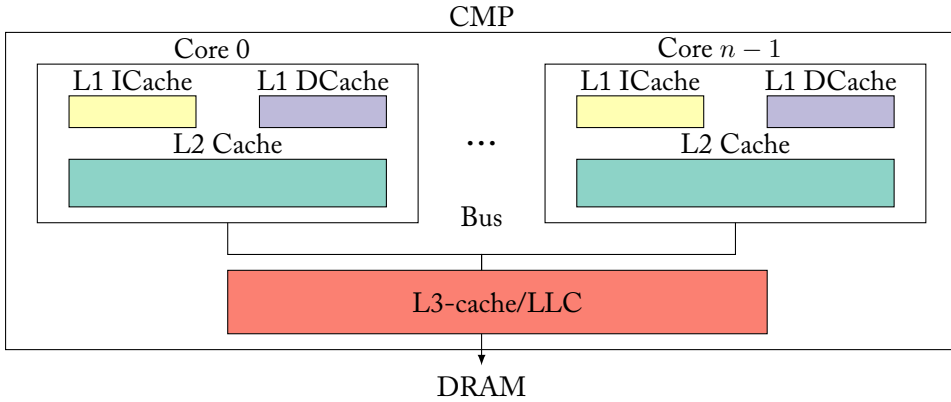 CMP
Core 0
Core n − 1
L1 ICache
L1 DCache
L1 ICache
L1 DCache
L2 Cache
...
L2 Cache
Bus
L3-cache/LLC
DRAM